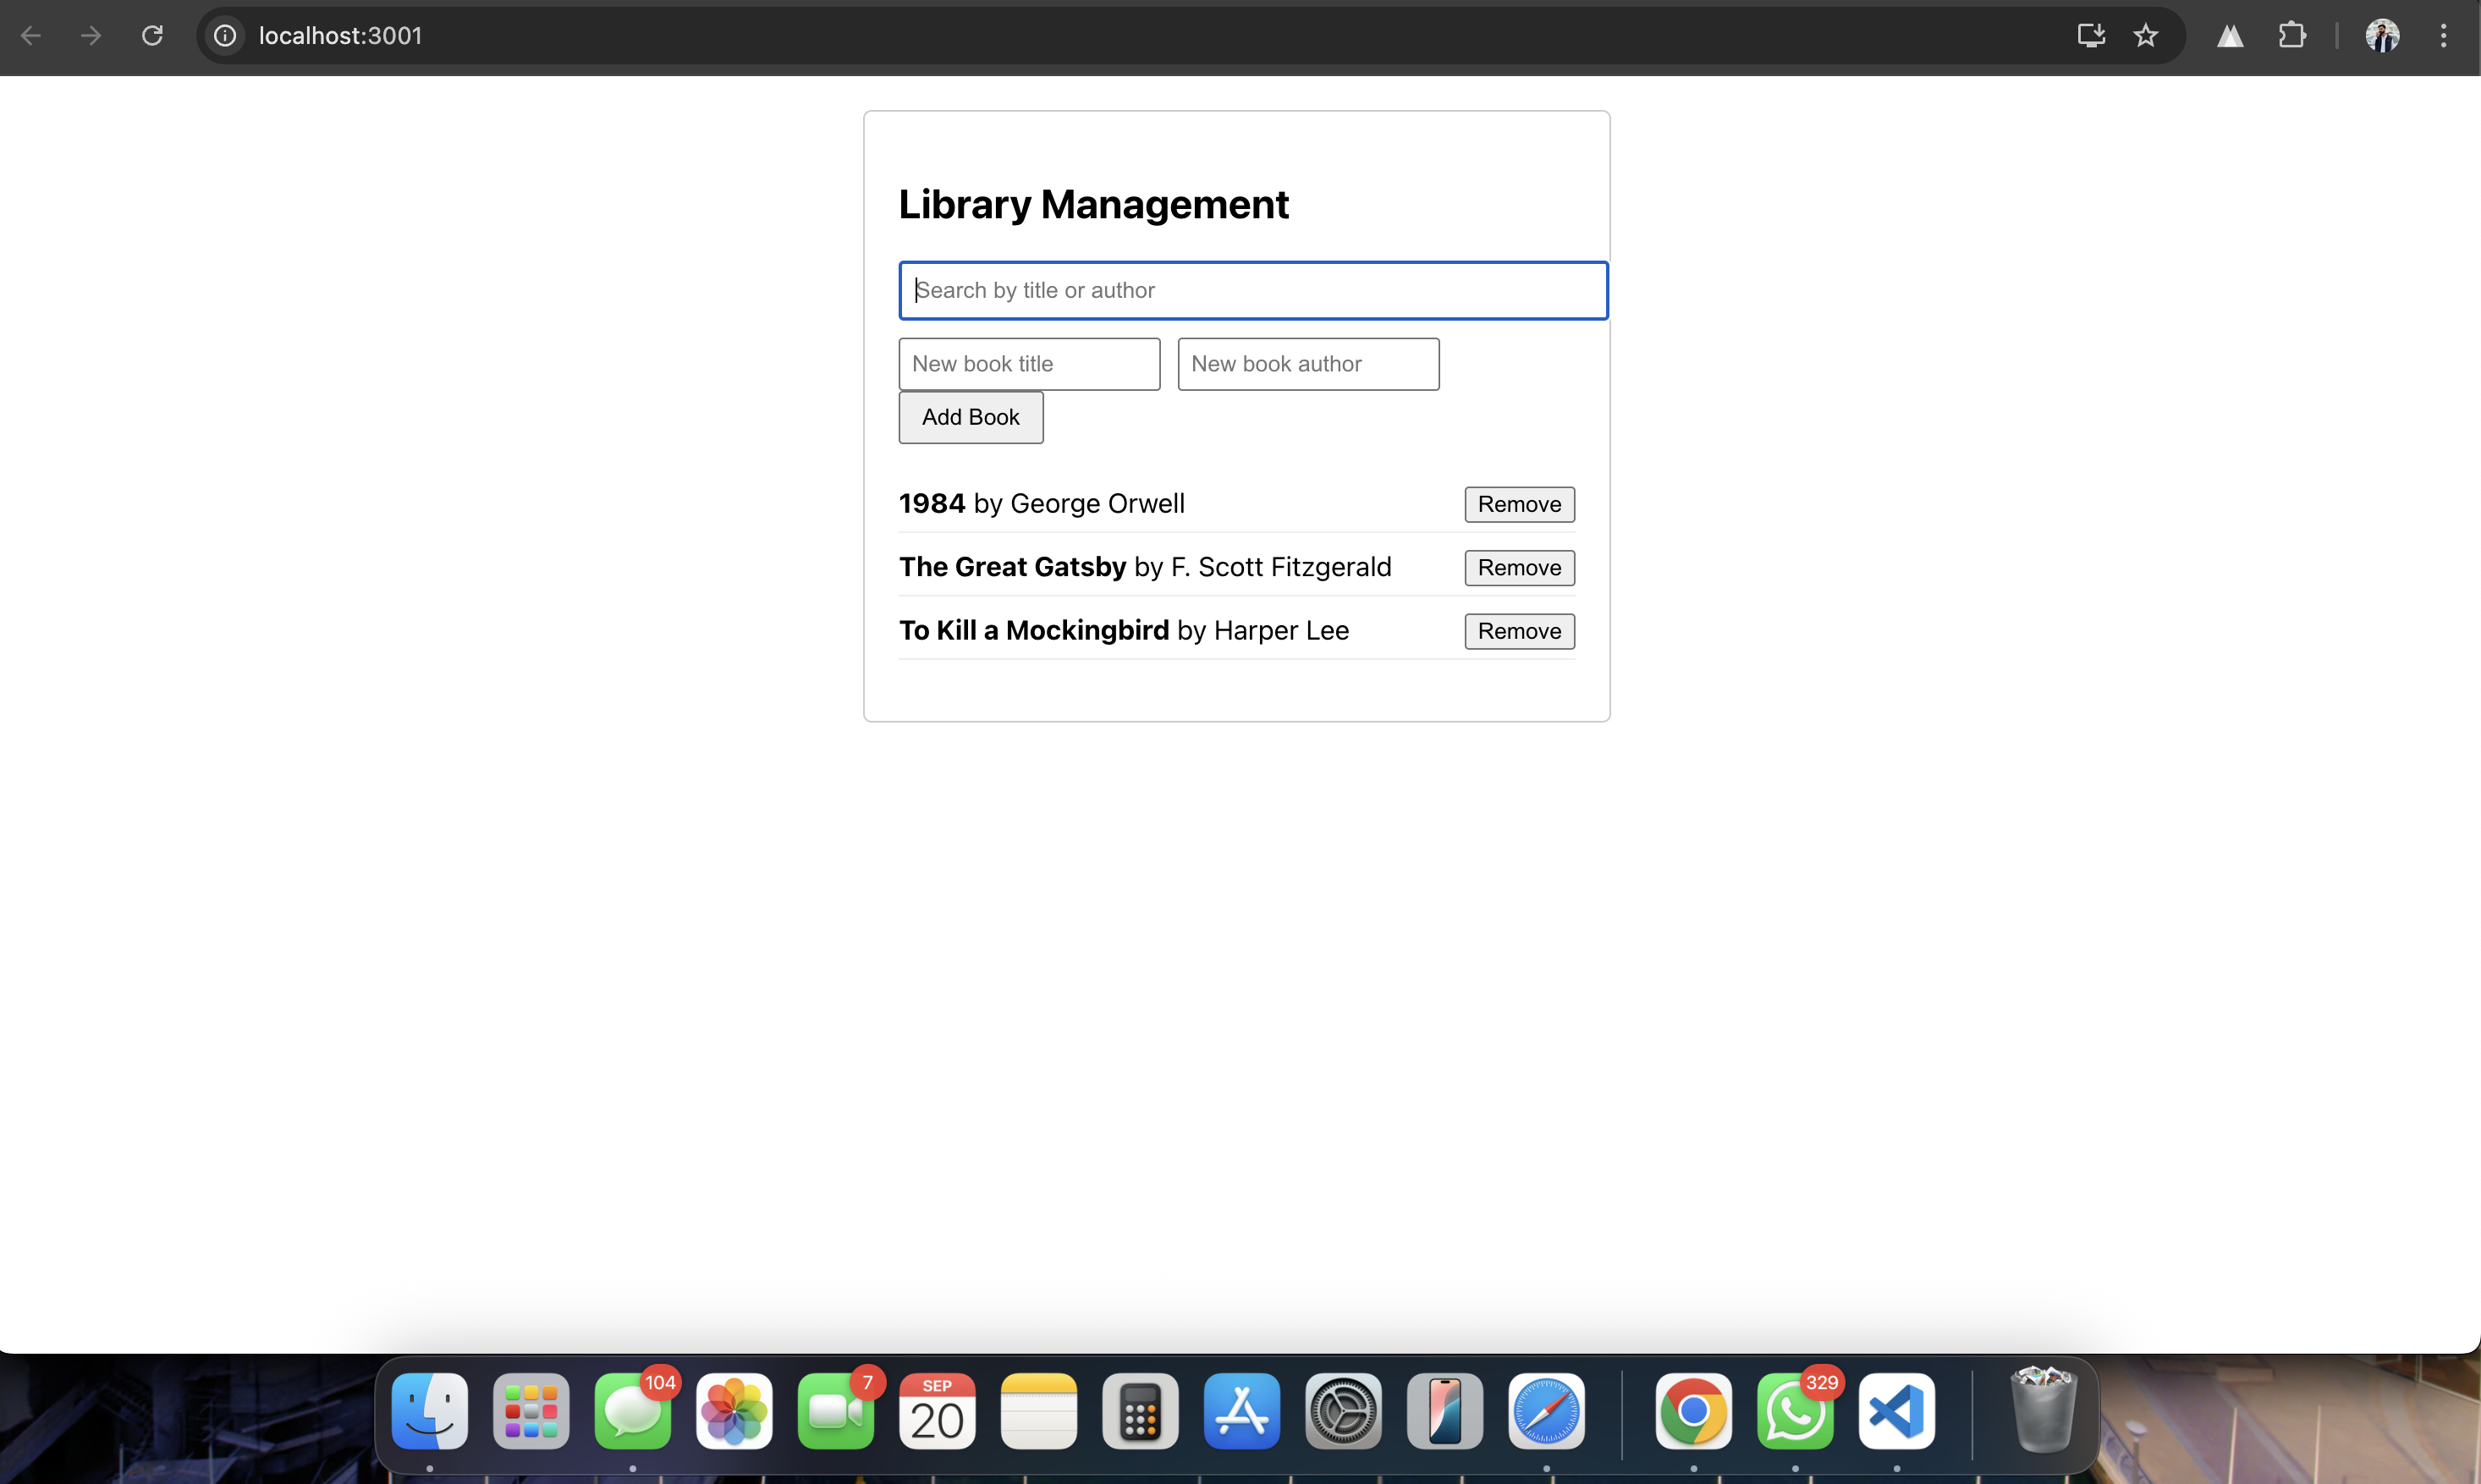 localhost:3001
Library Management
Search by title or author
New book title New book author
Add Book
1984 by George Orwell Remove
The Great Gatsby by F. Scott Fitzgerald Remove
To Kill a Mockingbird by Harper Lee Remove
104 7 SEP 329
20